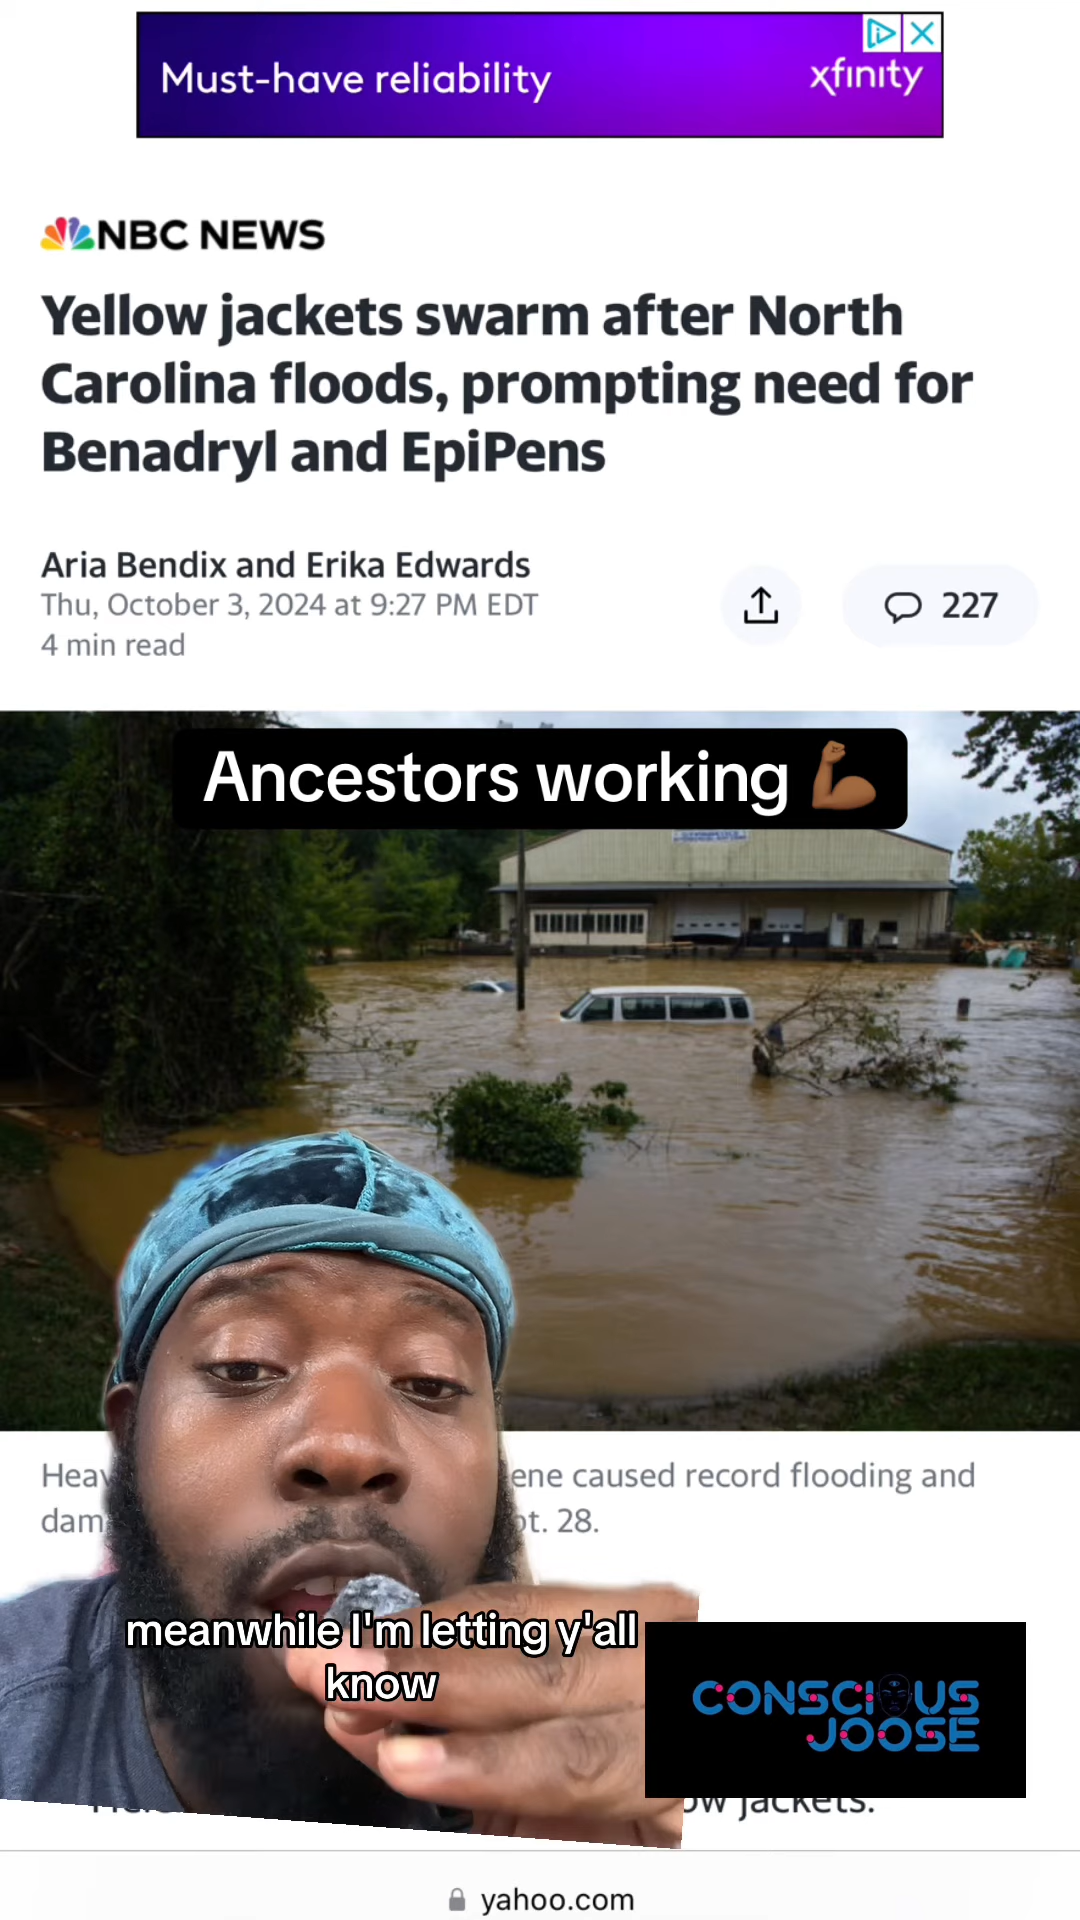 Must-have reliability
xfinity
NBC NEWS
Yellow jackets swarm after North
Carolina floods, prompting need for
Benadryl and EpiPens
Aria Bendix and Erika Edwards
Thu, October 3, 2024 at 9:27 PM EDT
4 min read
227
Ancestors working 💪🏾
ene caused record flooding and
28.
meanwhile I'm letting y'all
know
CONSCIOUS
JOOSE
jackets.
yahoo.com